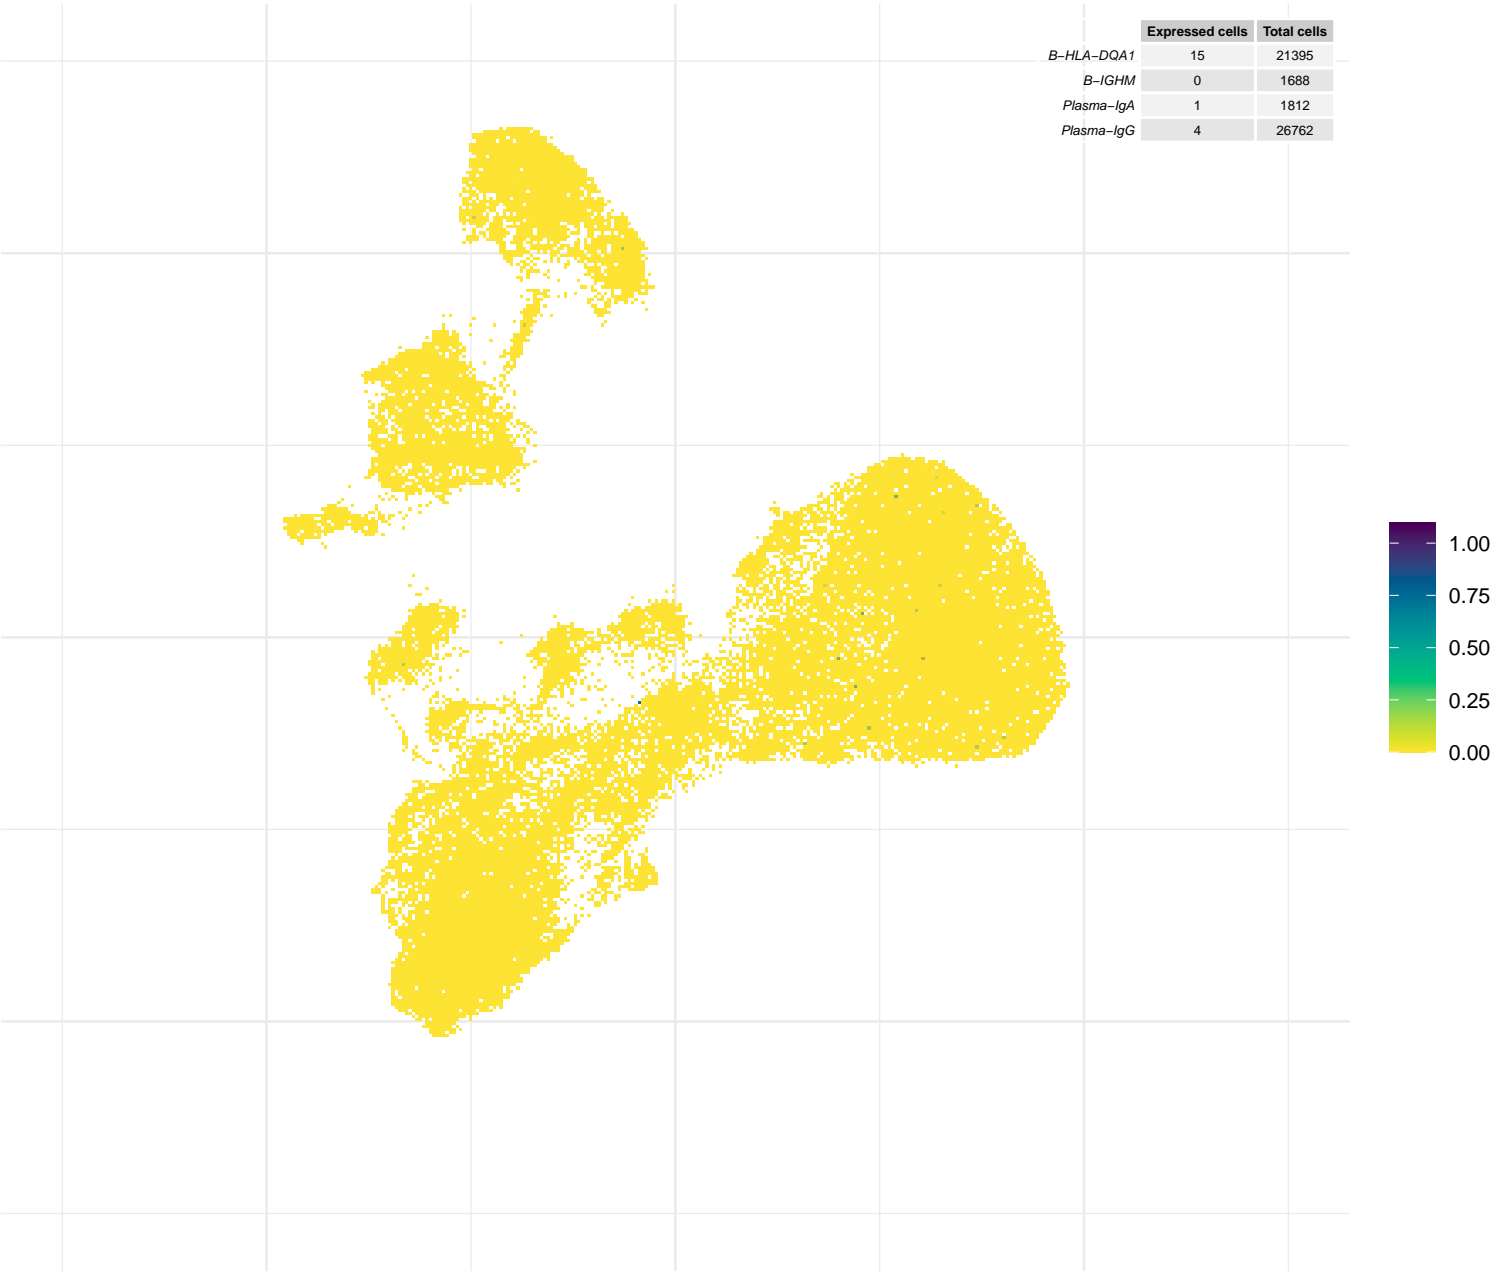 Expressed cells Total cells
B−HLA−DQA1 15 21395
B−IGHM 0 1688
Plasma−IgA 1 1812
Plasma−IgG 4 26762
1.00
0.75
0.50
0.25
0.00